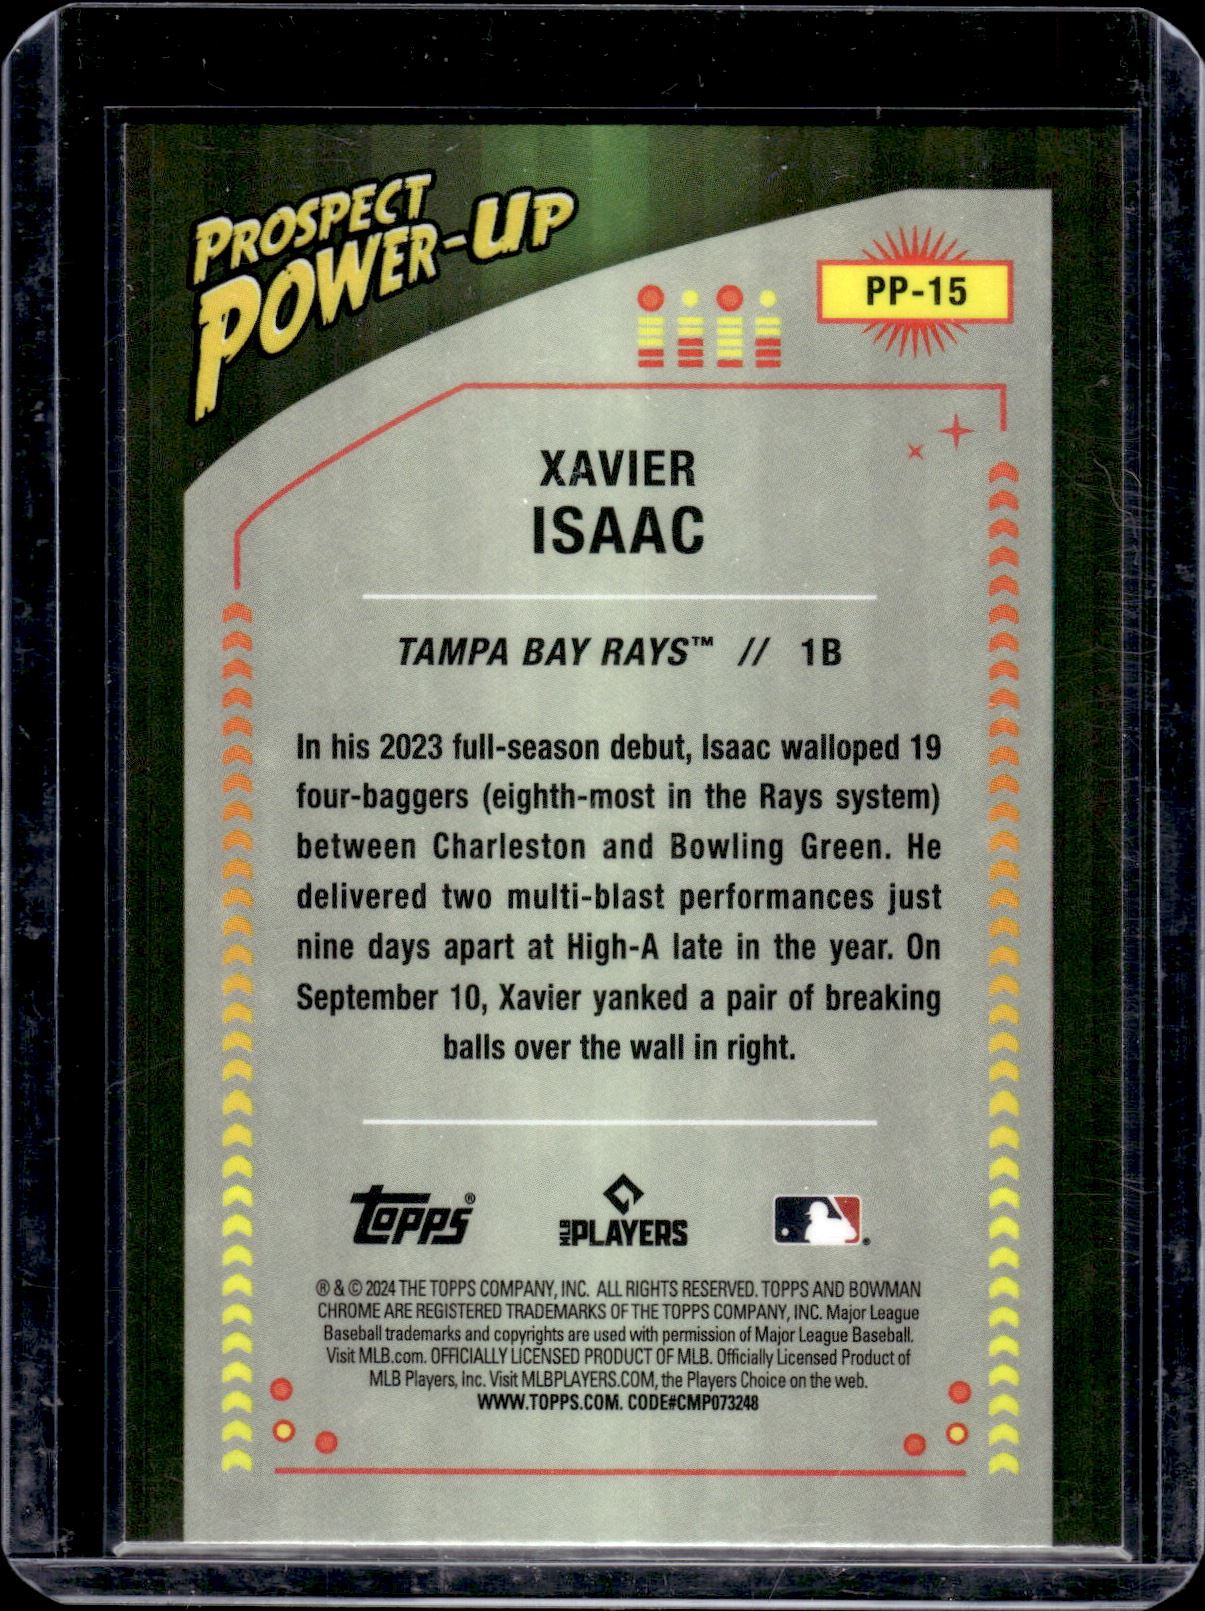 PROSPECT
POWER-UP
PP-15
XAVIER
ISAAC
TAMPA BAY RAYS™ // 1B
In his 2023 full-season debut, Isaac walloped 19
four-baggers (eighth-most in the Rays system)
between Charleston and Bowling Green. He
delivered two multi-blast performances just
nine days apart at High-A late in the year. On
September 10, Xavier yanked a pair of breaking
balls over the wall in right.
Topps®
MLB PLAYERS
® & © 2024 THE TOPPS COMPANY, INC. ALL RIGHTS RESERVED. TOPPS AND BOWMAN
CHROME ARE REGISTERED TRADEMARKS OF THE TOPPS COMPANY, INC. Major League
Baseball trademarks and copyrights are used with permission of Major League Baseball.
Visit MLB.com. OFFICIALLY LICENSED PRODUCT OF MLB. Officially Licensed Product of
MLB Players, Inc. Visit MLBPLAYERS.COM, the Players Choice on the web.
WWW.TOPPS.COM. CODE#CMP073248